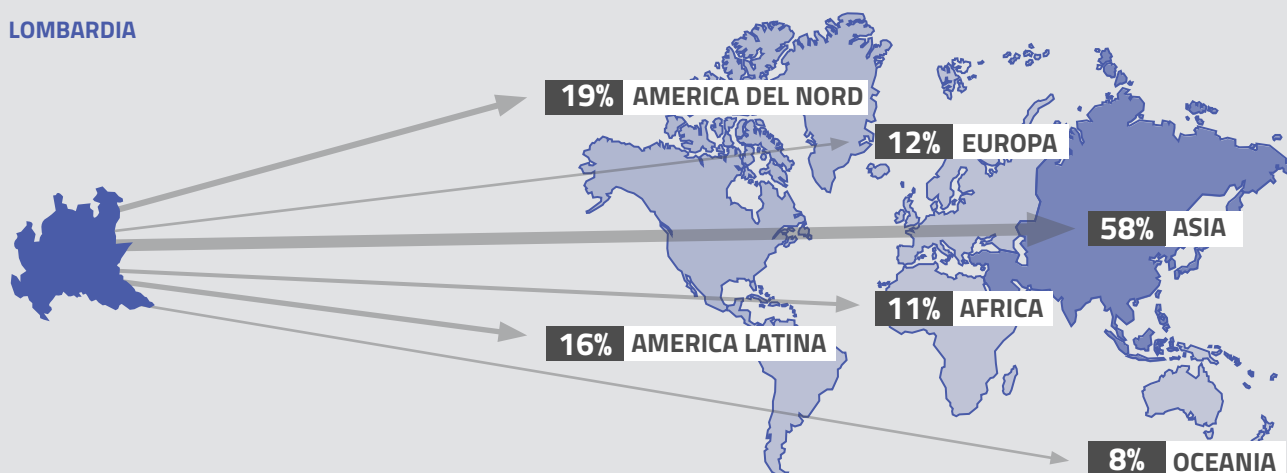 LOMBARDIA
19% AMERICA DEL NORD
12% EUROPA
58% ASIA
11% AFRICA
16% AMERICA LATINA
8% OCEANIA